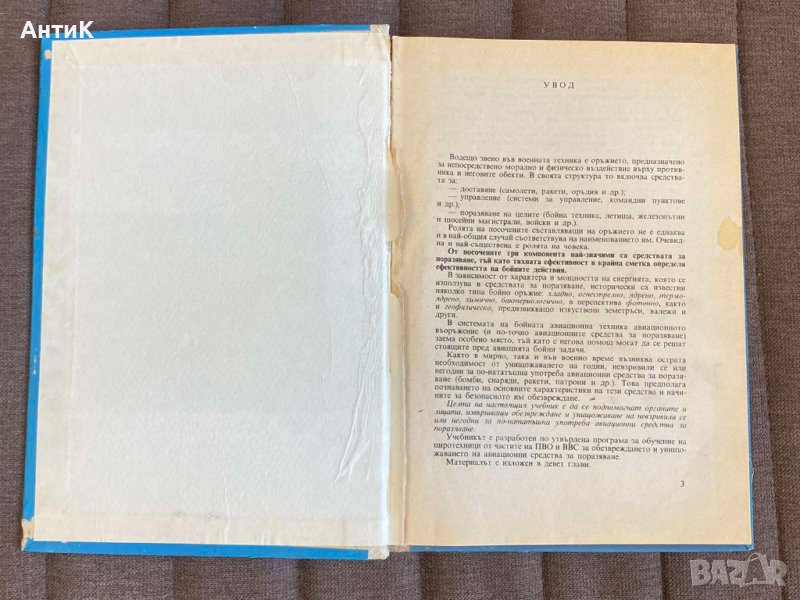 АнтиК
УВОД
Водещо звено във военната техника е оръжието, предназначено
за непосредствено морално и физическо въздействие върху против-
ника и неговите обекти. В своята структура то включва средства-
та за:
— доставяне (самолети, ракети, оръдия и др.);
— управление (системи за управление, командни пунктове
и др.);
— поразяване на целите (бойна техника, летища, железопътни
и шосейни магистрали, войски и др.).
Ролята на посочените съставляващи на оръжието не е еднаква
и в най-общия случай съответствува на наименованието им. Очевид-
на и най-съществена е ролята на човека.
От посочените три компонента най-значими са средствата за
поразяване, тъй като тяхната ефективност в крайна сметка определя
ефективността на бойните действия.
В зависимост от характера и мощността на енергията, която се
използува в средствата за поразяване, исторически са известни
няколко типа бойно оръжие: хладно, огнестрелно, ядрено, термо-
ядрено, химично, бактериологично, в перспектива фотонно, както
и геофизическо, предизвикващо изкуствени земетръси, валежи и
други.
В системата на бойната авиационна техника авиационното
въоръжение (и по-точно авиационните средства за поразяване)
заема особено място, тъй като с негова помощ могат да се решат
стоящите пред авиацията бойни задачи.
Както в мирно, така и във военно време възниква острата
необходимост от унищожаването на годни, невзривили се или
негодни за по-нататъшна употреба авиационни средства за поразя-
ване (бомби, снаряди, ракети, патрони и др.). Това предполага
познаването на основните характеристики на тези средства и начи-
ните за безопасното им обезвреждане.
Целта на настоящия учебник е да се подпомогнат органите и
лицата, извършващи обезвреждане и унищожаване на невзривили се
или негодни за по-нататъшна употреба авиационни средства за
поразяване.
Учебникът е разработен по утвърдена програма за обучение на
пиротехници от частите на ПВО и ВВС за обезвреждането и унищо-
жаването на авиационни средства за поразяване.
Материалът е изложен в девет глави.
3
BAZAR